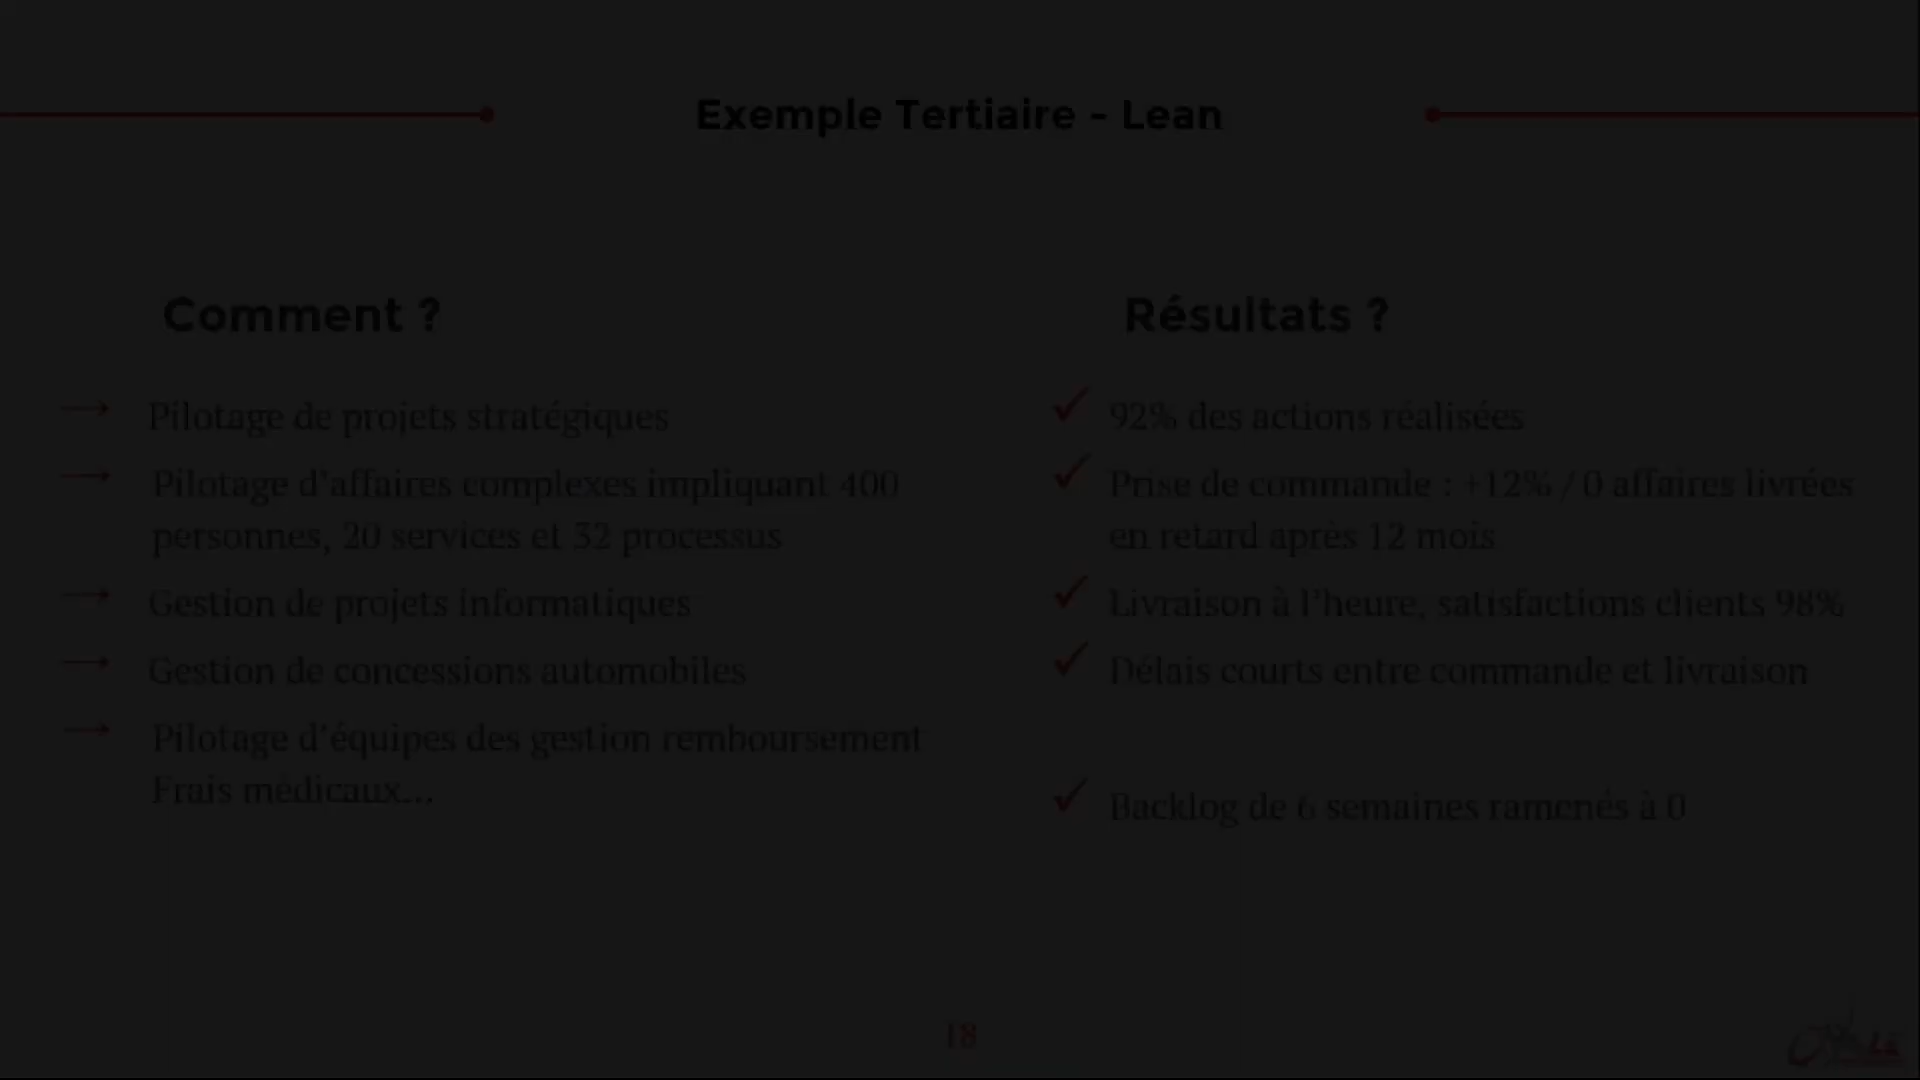 Exemple Tertiaire - Lean
Comment ?
Pilotage de projets stratégiques
Pilotage d’affaires complexes impliquant 400
personnes, 20 services et 32 processus
Gestion de projets informatiques
Gestion de concessions automobiles
Pilotage d’équipes des gestion remboursement
Frais médicaux...
Résultats ?
92% des actions réalisées
Prise de commande : +12% / 0 affaires livrées
en retard après 12 mois
Livraison à l’heure, satisfactions clients 98%
Délais courts entre commande et livraison
Backlog de 6 semaines ramenés à 0
18